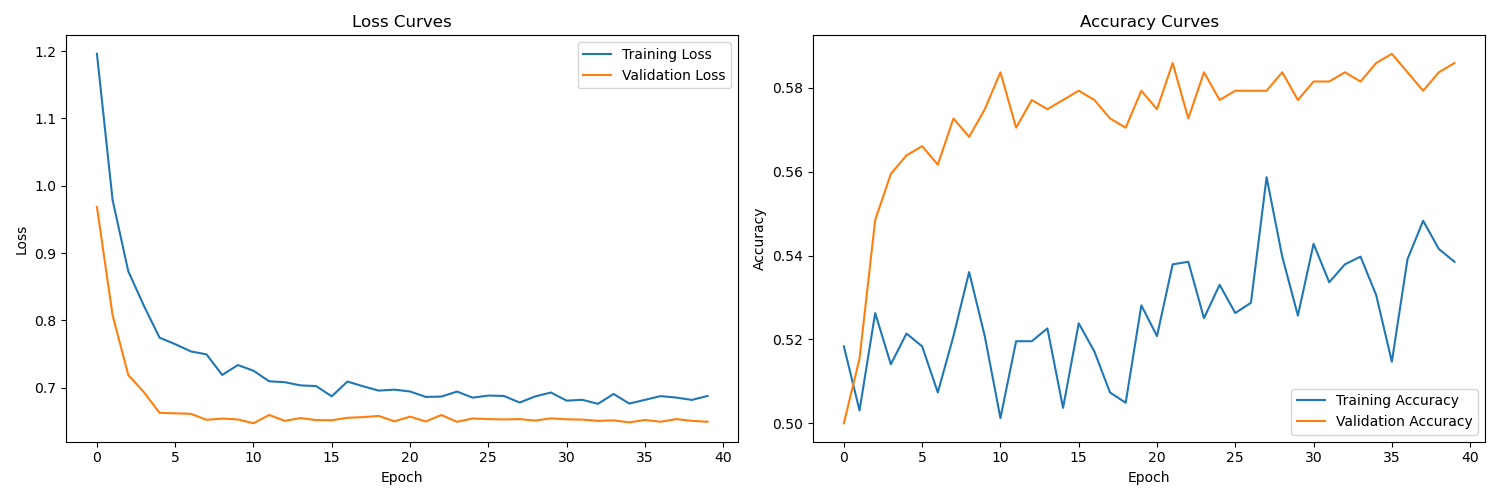 Loss Curves
1.2
1.1
1.0
0.9
0.8
0.7
Loss
0 5 10 15 20 25 30 35 40
Epoch
Training Loss
Validation Loss
Accuracy Curves
0.58
0.56
0.54
0.52
0.50
Accuracy
0 5 10 15 20 25 30 35 40
Epoch
Training Accuracy
Validation Accuracy